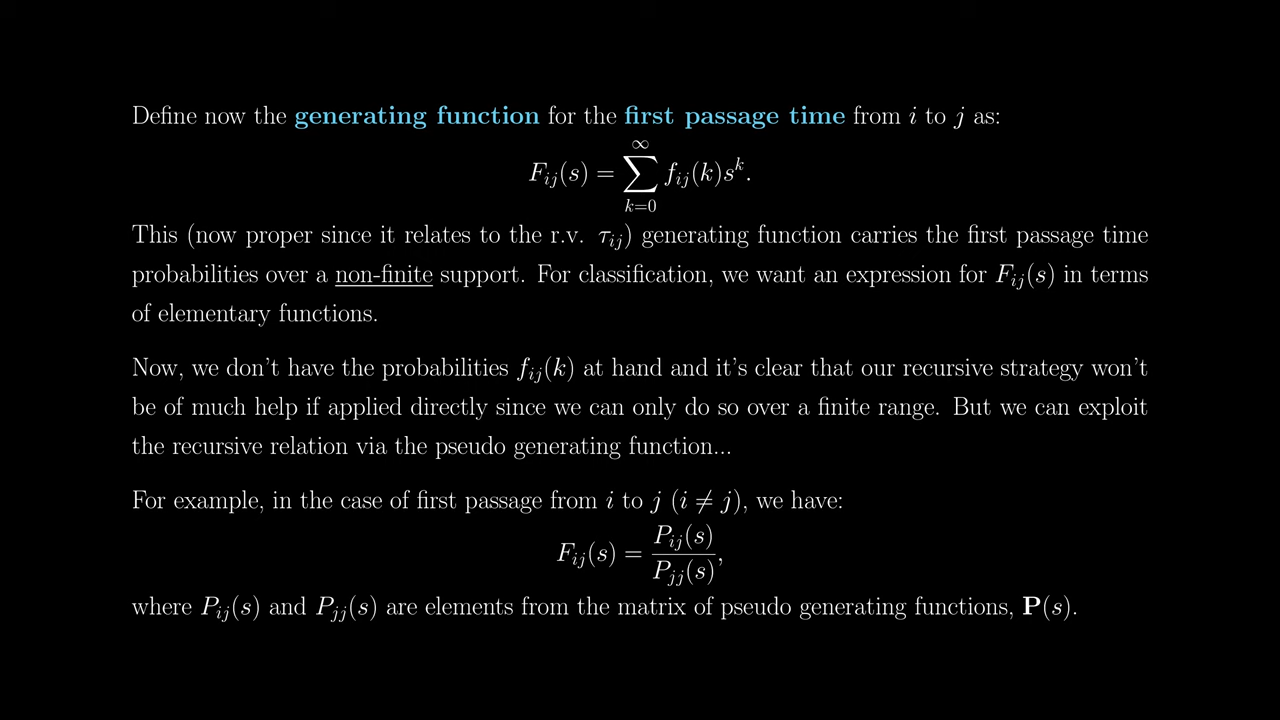 Define now the generating function for the first passage time from i to j as:
F_{ij}(s) = \sum_{k=0}^{\infty} f_{ij}(k)s^k.
This (now proper since it relates to the r.v. τ_{ij}) generating function carries the first passage time
probabilities over a non-finite support. For classification, we want an expression for F_{ij}(s) in terms
of elementary functions.
Now, we don't have the probabilities f_{ij}(k) at hand and it's clear that our recursive strategy won't
be of much help if applied directly since we can only do so over a finite range. But we can exploit
the recursive relation via the pseudo generating function...
For example, in the case of first passage from i to j (i ≠ j), we have:
F_{ij}(s) = \frac{P_{ij}(s)}{P_{jj}(s)},
where P_{ij}(s) and P_{jj}(s) are elements from the matrix of pseudo generating functions, P(s).